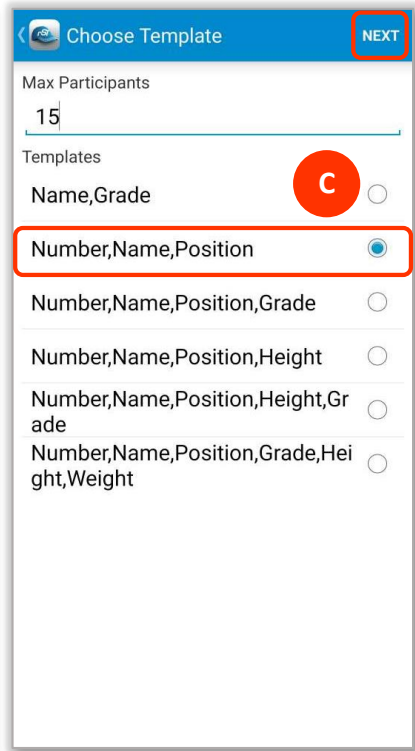 Choose Template
NEXT
Max Participants
15
Templates
C
Name,Grade
Number,Name,Position
Number,Name,Position,Grade
Number,Name,Position,Height
Number,Name,Position,Height,Gr
ade
Number,Name,Position,Grade,Hei
ght,Weight